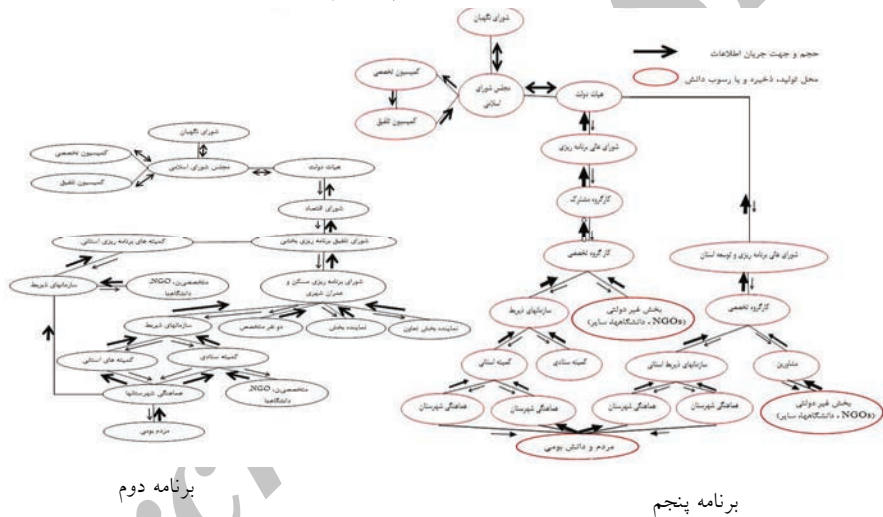 شورای نگهبان
حجم و جهت جریان اطلاعات
محل تولید، ذخیره و یا رسوب دانش
کمیسیون تخصصی
مجلس شورای
اسلامی
هیات دولت
کمیسیون تلفیق
شورای عالی برنامه ریزی
کارگروه مشترک
کار گروه تخصصی
شورای عالی برنامه ریزی و توسعه استان
سازمانهای ذیربط
بخش غیر دولتی
(NGOs، دانشگاهها، سایر)
کارگروه تخصصی
کمیته استانی
کمیته ستادی
سازمانهای ذیربط استانی
مشاورین
هماهنگی شهرستان
هماهنگی شهرستان
هماهنگی شهرستان
هماهنگی شهرستان
بخش غیر دولتی
(NGOs، دانشگاهها، سایر)
مردم و دانش بومی
برنامه پنجم
شورای نگهبان
کمیسیون تخصصی
مجلس شورای اسلامی
هیات دولت
کمیسیون تلفیق
شورای اقتصاد
کمیته های برنامه ریزی استانی
شورای تلفیق برنامه ریزی بخشی
سازمانهای ذیربط
متخصصین، NGO،
دانشگاهها
شورای برنامه ریزی مسکن و
عمران شهری
سازمانهای ذیربط
دو نفر متخصص
نماینده بخش
نماینده بخش تعاون
کمیته های استانی
کمیته ستادی
هماهنگی شهرستانها
متخصصین، NGO،
دانشگاهها
مردم بومی
برنامه دوم